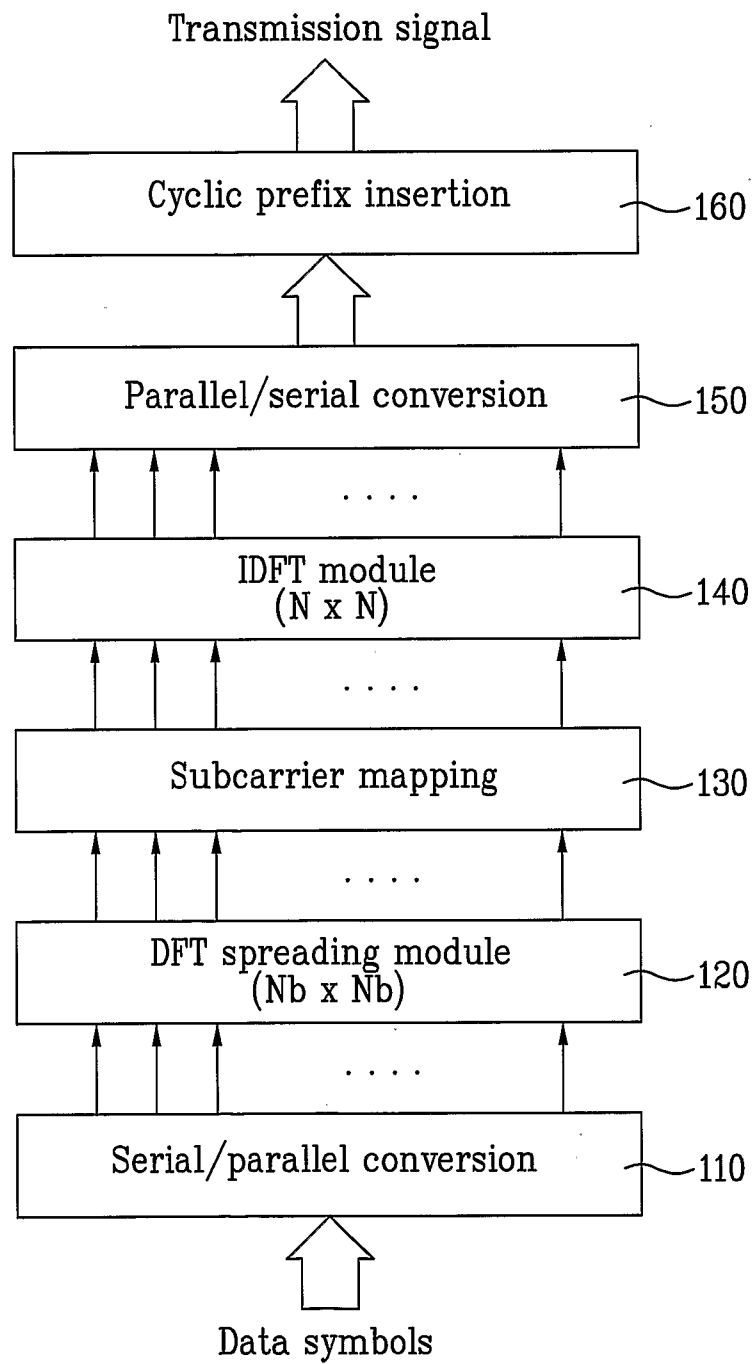 Transmission signal
Cyclic prefix insertion
160
Parallel/serial conversion
150
. . . .
IDFT module
(N x N)
140
. . . .
Subcarrier mapping
130
. . . .
DFT spreading module
(Nb x Nb)
120
. . . .
Serial/parallel conversion
110
Data symbols